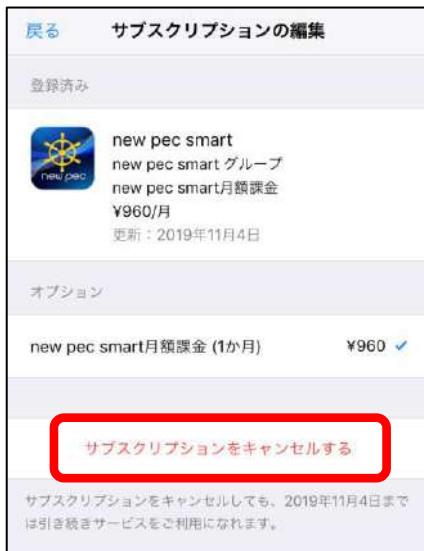 戻る サブスクリプションの編集
登録済み
new pec
new pec smart
new pec smart グループ
new pec smart月額課金
¥960/月
更新：2019年11月4日
オプション
new pec smart月額課金 (1か月) ¥960
サブスクリプションをキャンセルする
サブスクリプションをキャンセルしても、2019年11月4日まで
は引き続きサービスをご利用になれます。